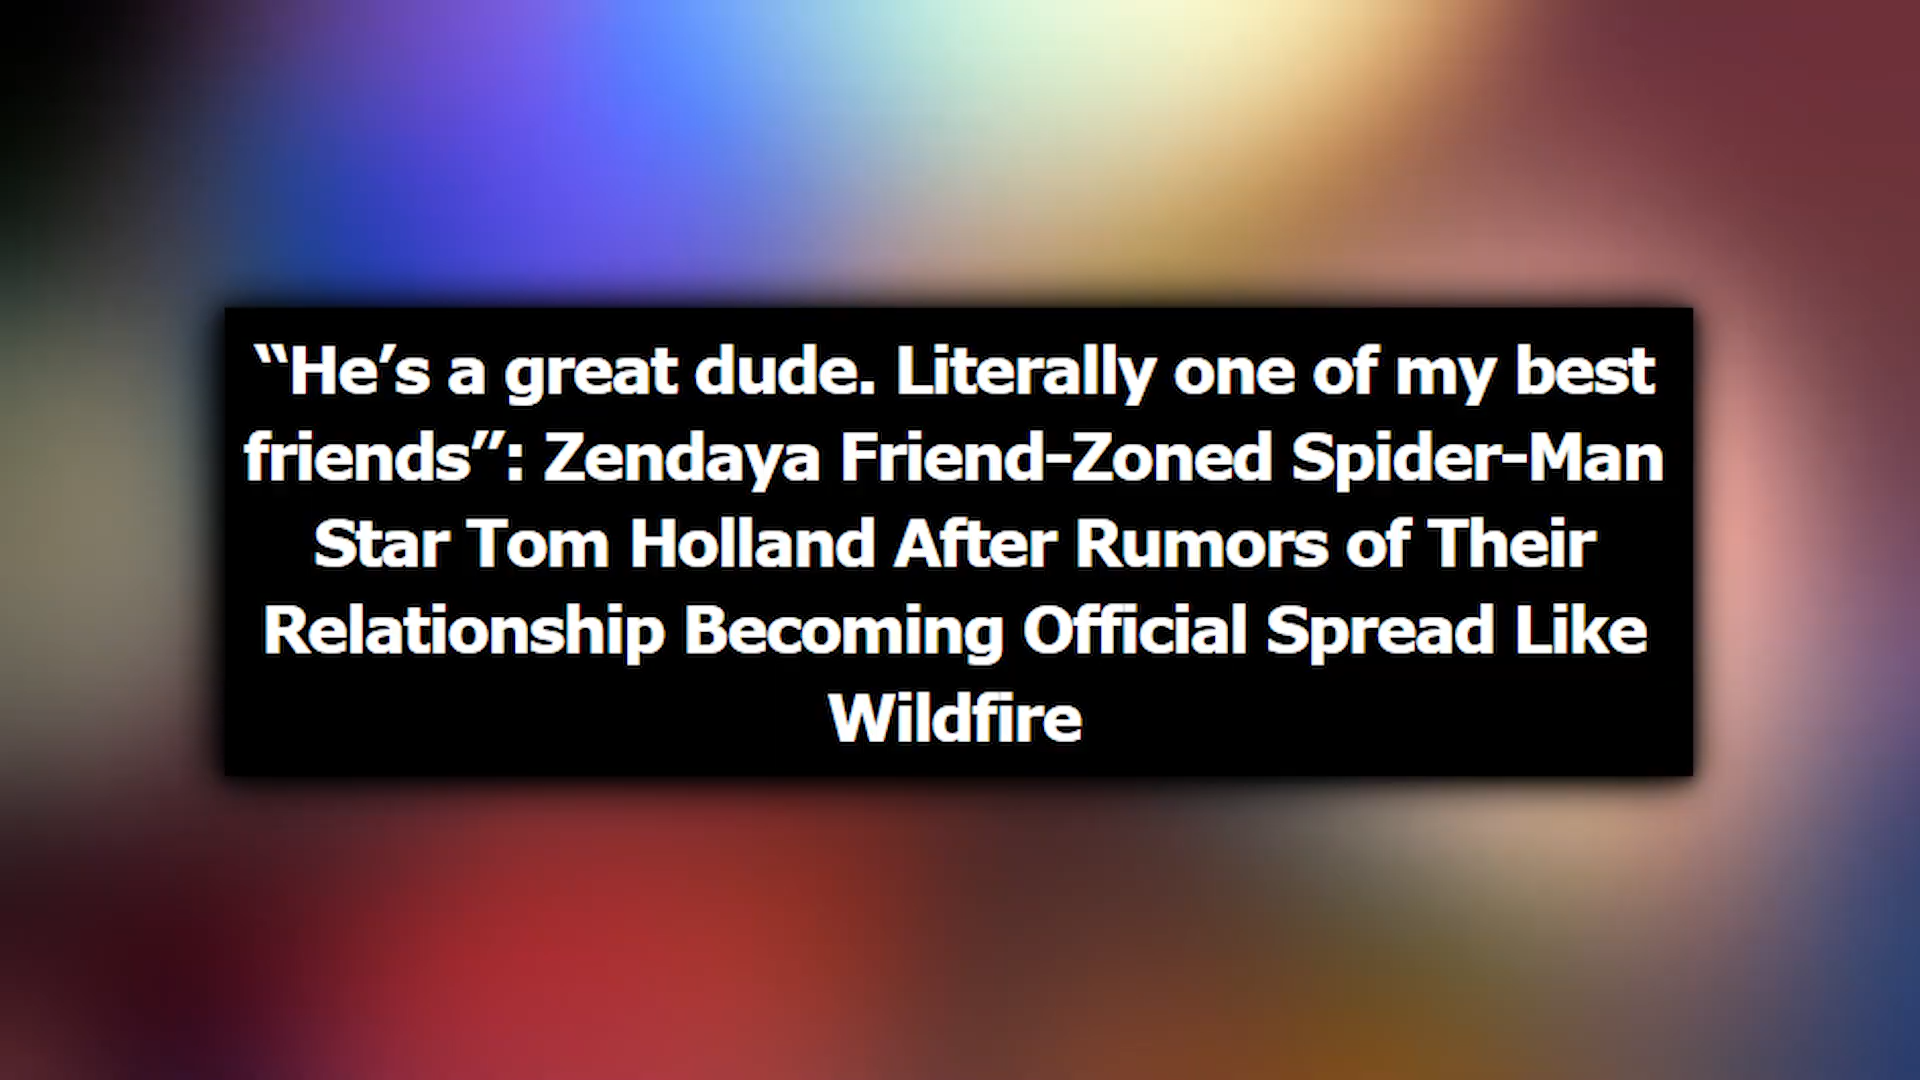 “He’s a great dude. Literally one of my best
friends”: Zendaya Friend-Zoned Spider-Man
Star Tom Holland After Rumors of Their
Relationship Becoming Official Spread Like
Wildfire